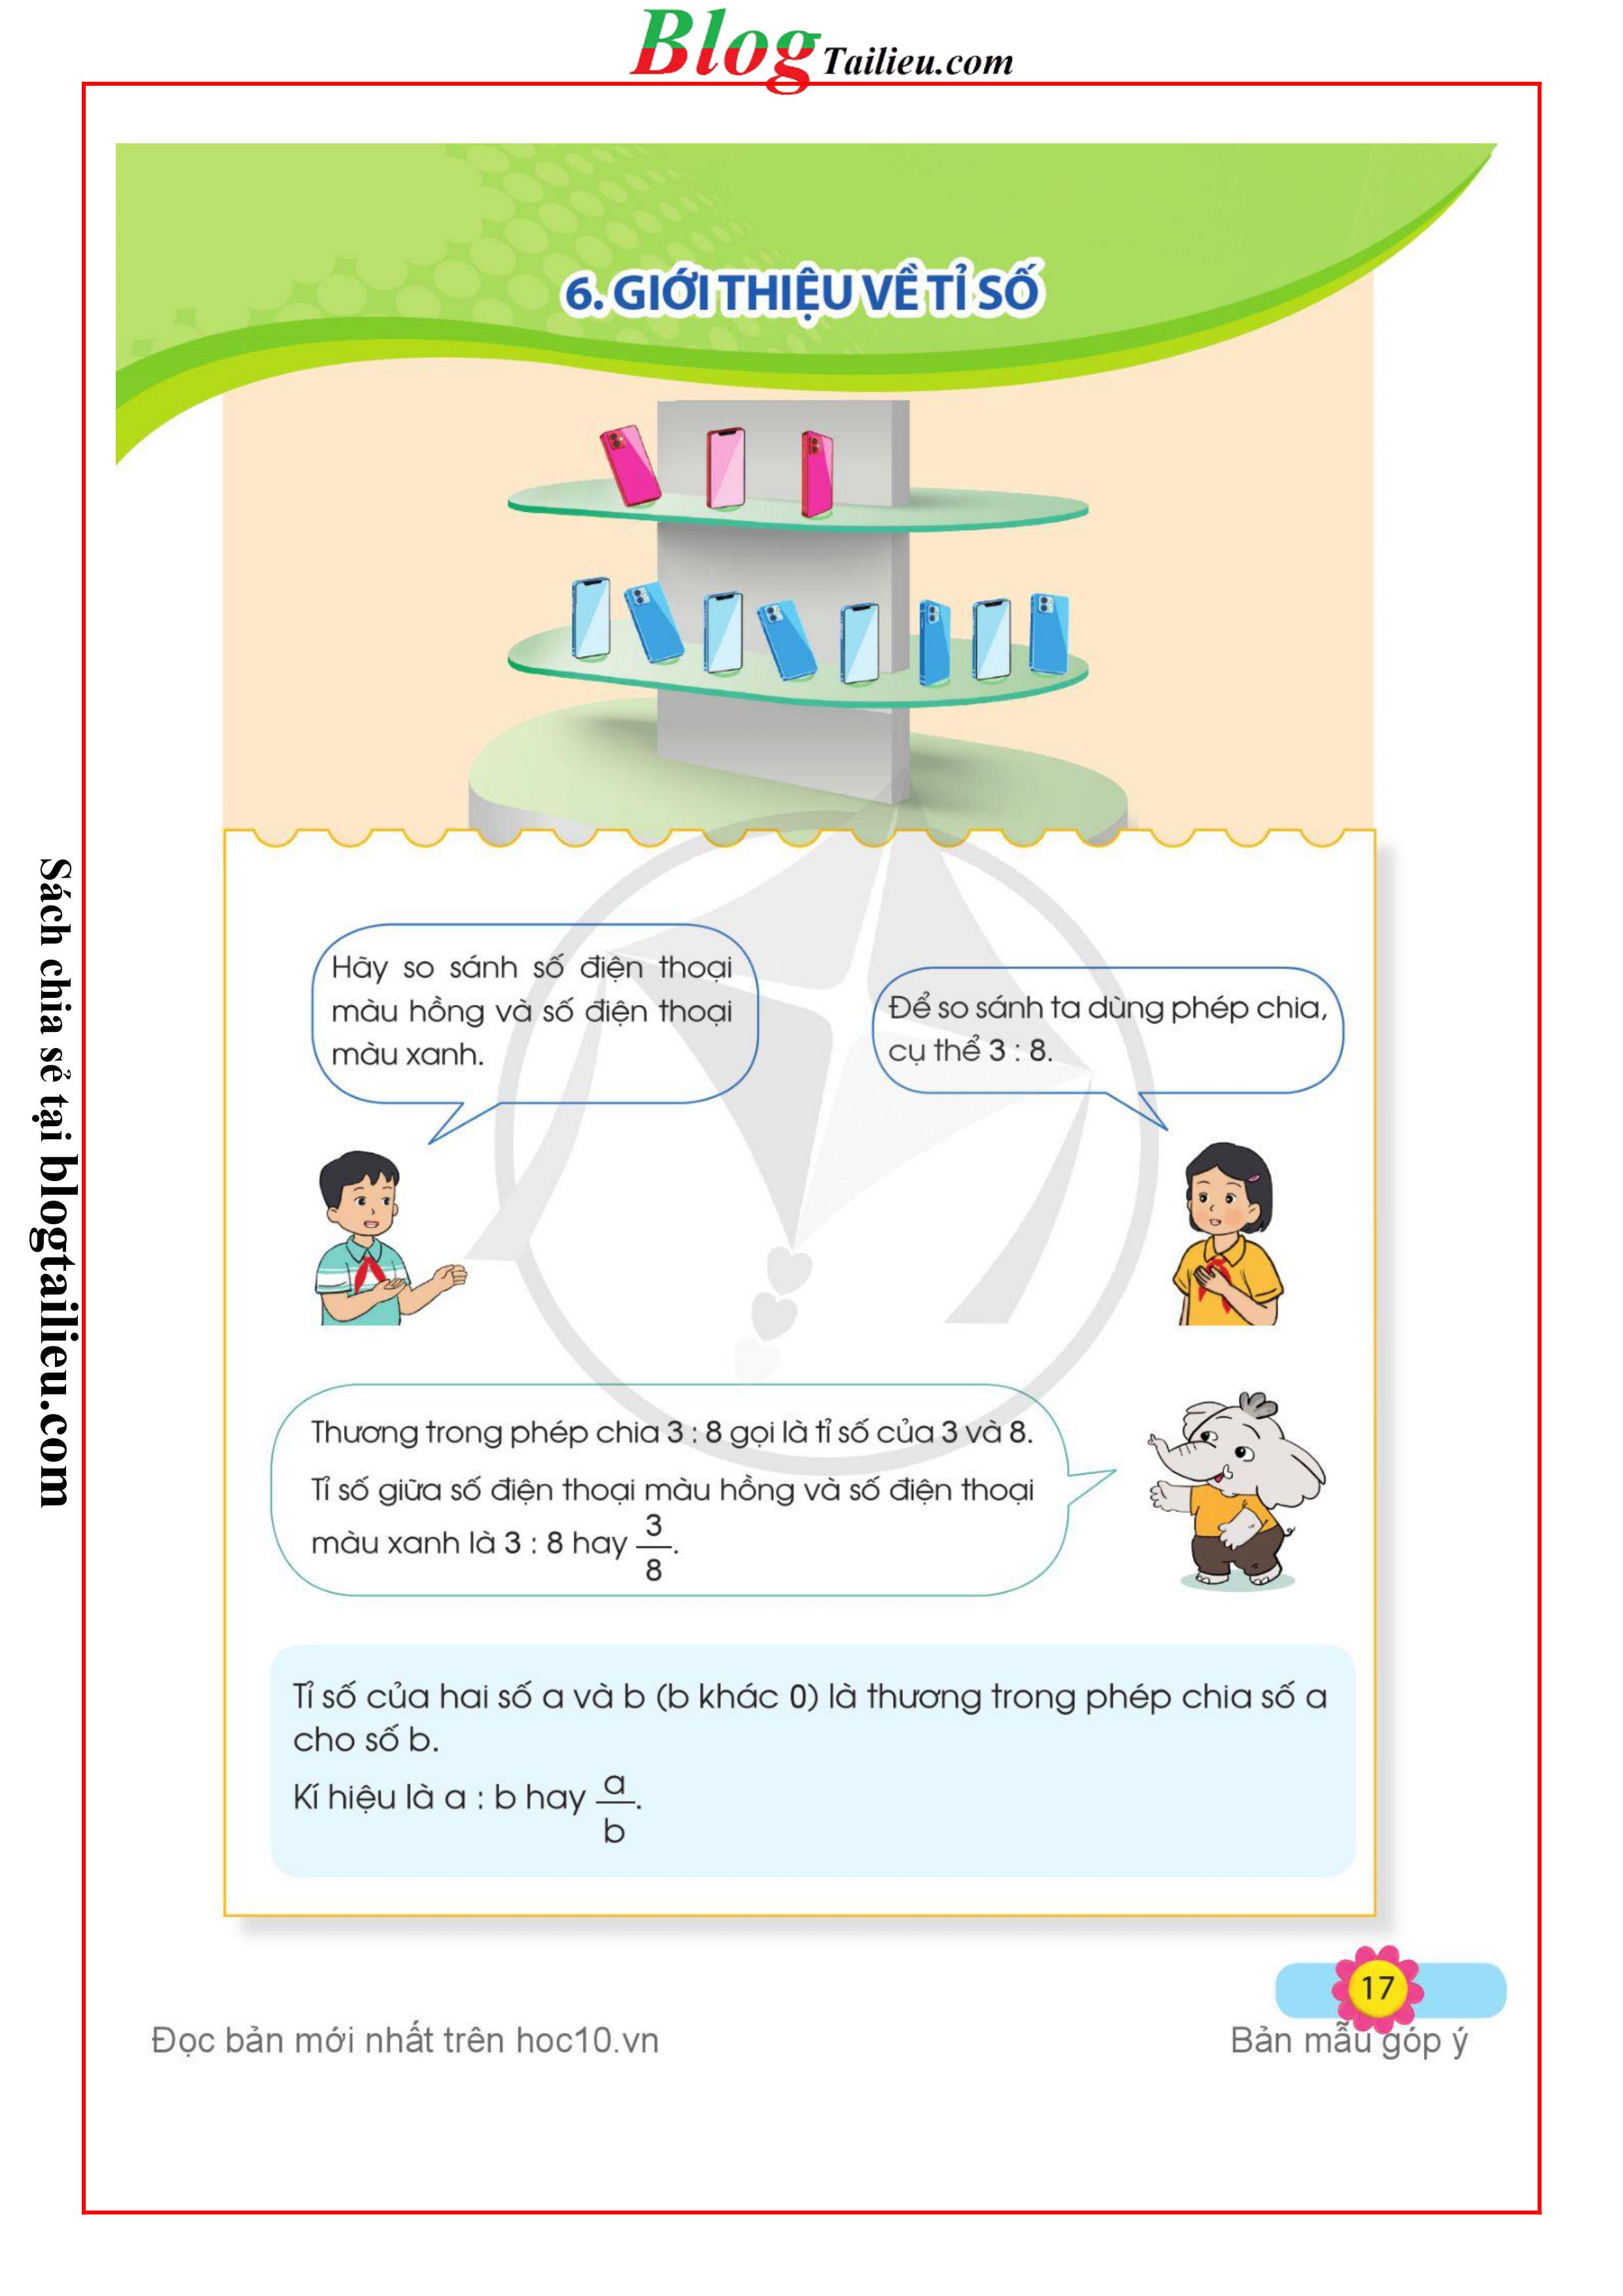 Blog Tailieu.com
6. GIỚI THIỆU VỀ TỈ SỐ
Hãy so sánh số điện thoại
màu hồng và số điện thoại
màu xanh.
Để so sánh ta dùng phép chia,
cụ thể 3 : 8.
Thương trong phép chia 3 : 8 gọi là tỉ số của 3 và 8.
Tỉ số giữa số điện thoại màu hồng và số điện thoại
màu xanh là 3 : 8 hay 3/8.
Tỉ số của hai số a và b (b khác 0) là thương trong phép chia số a
cho số b.
Kí hiệu là a : b hay a/b.
17
Đọc bản mới nhất trên hoc10.vn
Bản mẫu góp ý
Sách chia sẻ tại blogtailieu.com